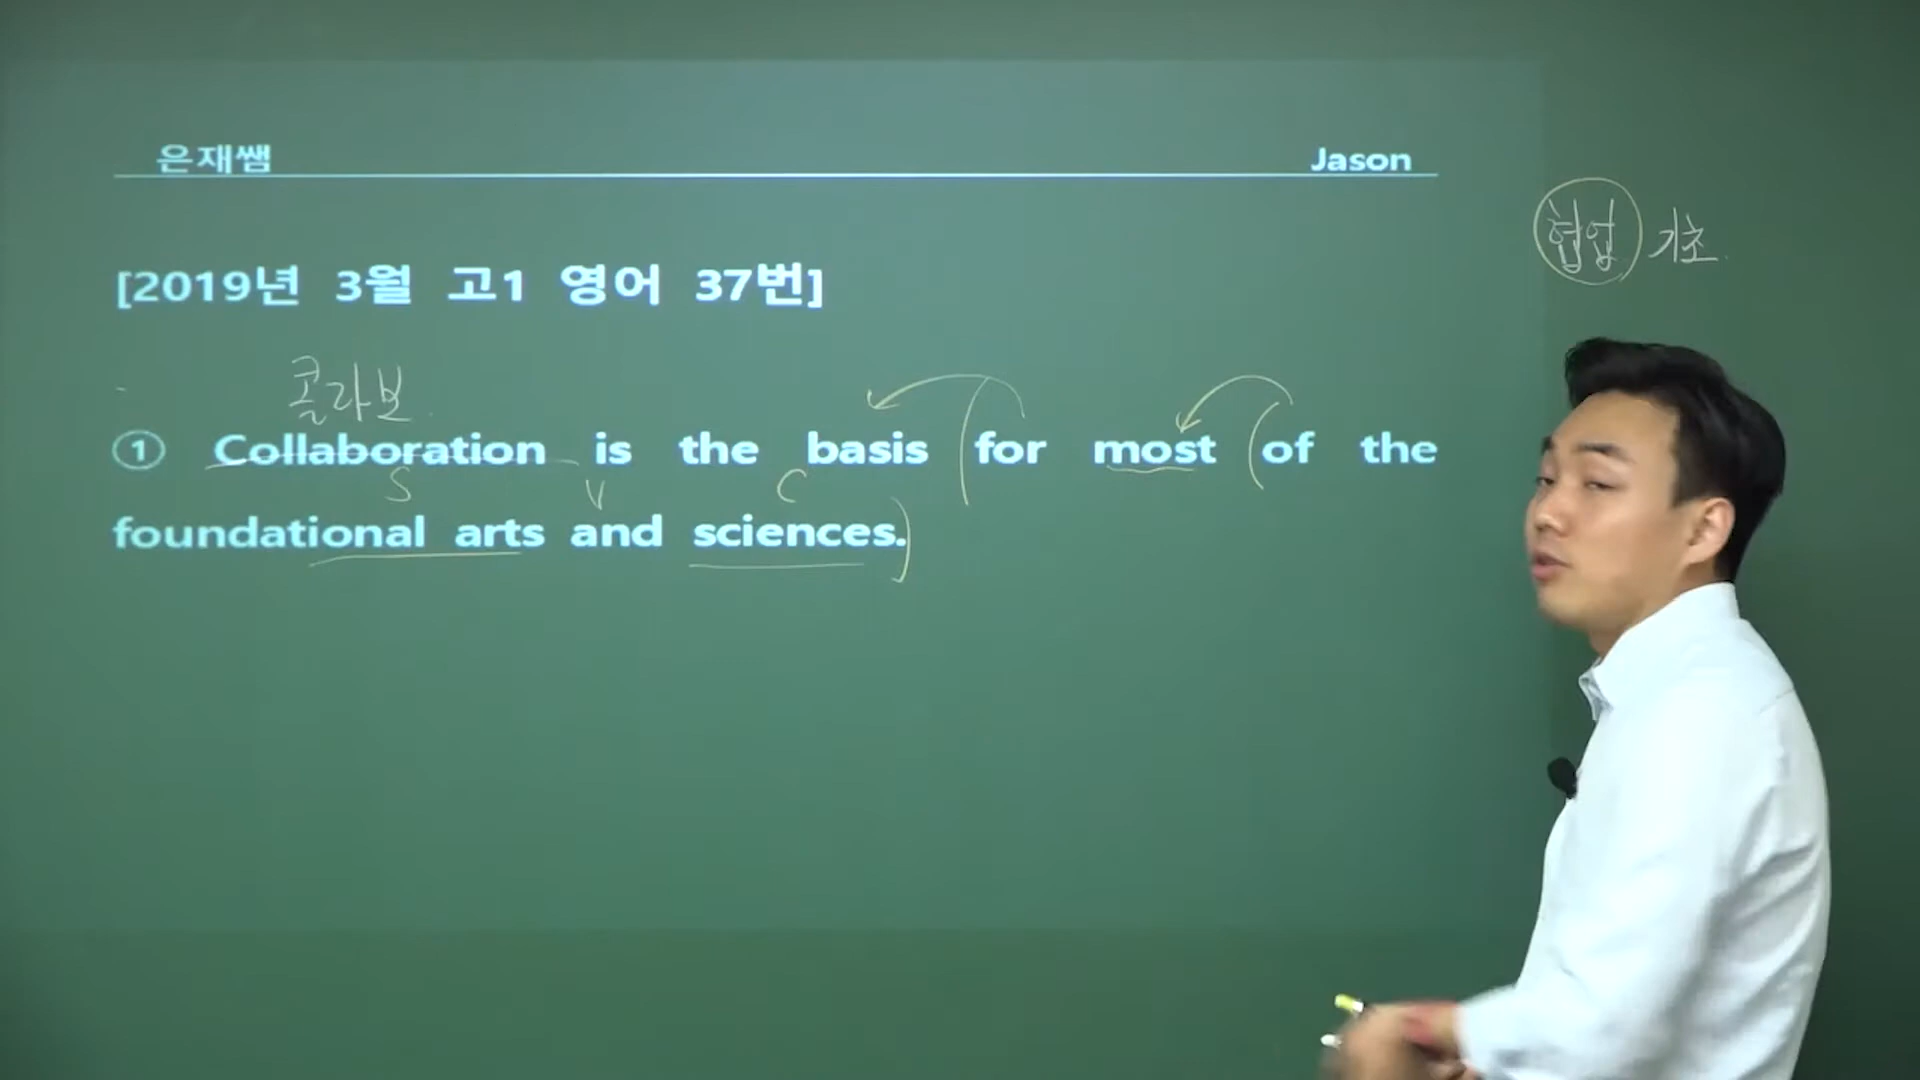 은재쌤 Jason
협업 기초.
[2019년 3월 고1 영어 37번]
콜라보.
① Collaboration is the basis for most of the
S V C
foundational arts and sciences.